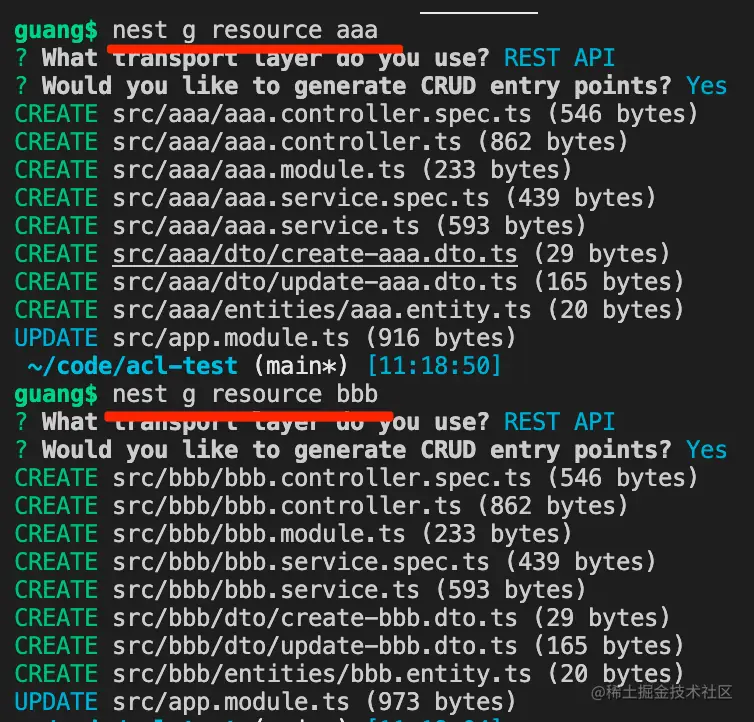 guang$ nest g resource aaa
? What transport layer do you use? REST API
? Would you like to generate CRUD entry points? Yes
CREATE src/aaa/aaa.controller.spec.ts (546 bytes)
CREATE src/aaa/aaa.controller.ts (862 bytes)
CREATE src/aaa/aaa.module.ts (233 bytes)
CREATE src/aaa/aaa.service.spec.ts (439 bytes)
CREATE src/aaa/aaa.service.ts (593 bytes)
CREATE src/aaa/dto/create-aaa.dto.ts (29 bytes)
CREATE src/aaa/dto/update-aaa.dto.ts (165 bytes)
CREATE src/aaa/entities/aaa.entity.ts (20 bytes)
UPDATE src/app.module.ts (916 bytes)
~/code/acl-test (main*) [11:18:50]
guang$ nest g resource bbb
? What transport layer do you use? REST API
? Would you like to generate CRUD entry points? Yes
CREATE src/bbb/bbb.controller.spec.ts (546 bytes)
CREATE src/bbb/bbb.controller.ts (862 bytes)
CREATE src/bbb/bbb.module.ts (233 bytes)
CREATE src/bbb/bbb.service.spec.ts (439 bytes)
CREATE src/bbb/bbb.service.ts (593 bytes)
CREATE src/bbb/dto/create-bbb.dto.ts (29 bytes)
CREATE src/bbb/dto/update-bbb.dto.ts (165 bytes)
CREATE src/bbb/entities/bbb.entity.ts (20 bytes)
UPDATE src/app.module.ts (973 bytes)
@稀土掘金技术社区